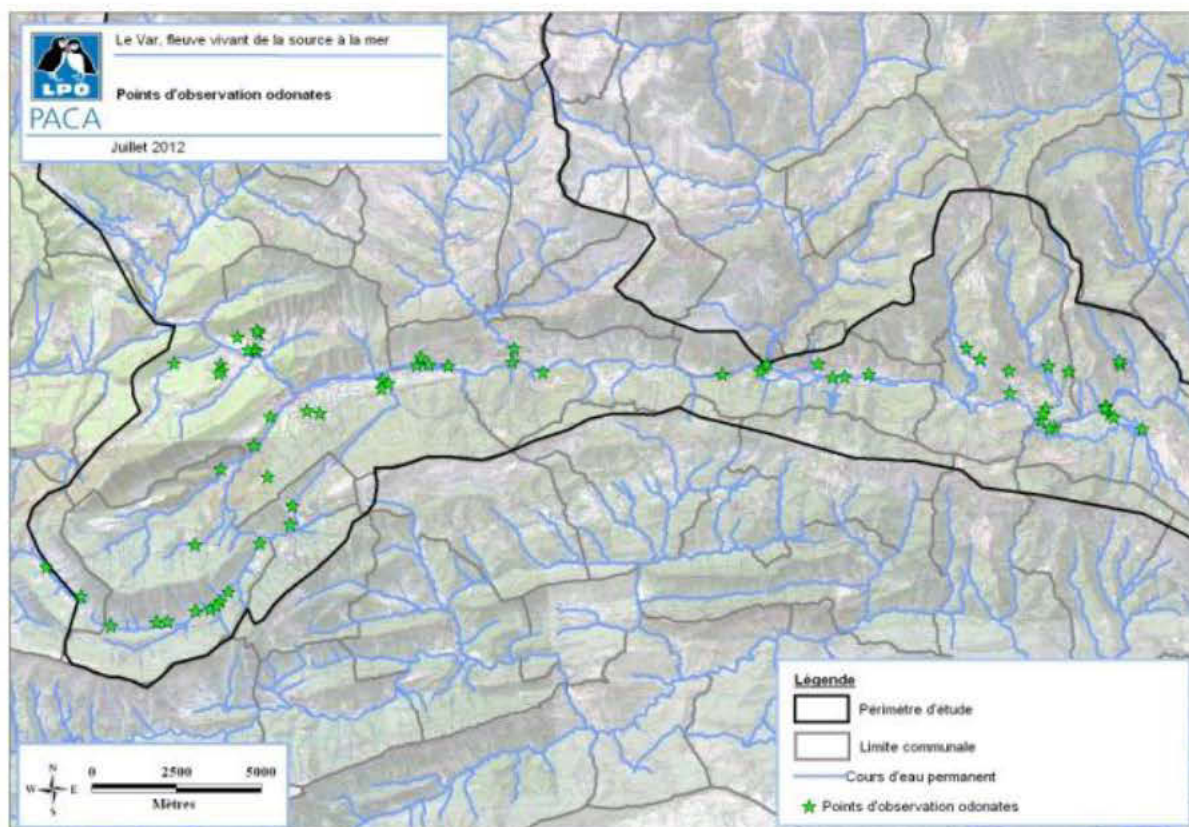 Le Var, fleuve vivant de la source à la mer
LPO
PACA
Points d'observation odonates
Juillet 2012
Légende
Périmètre d'étude
Limite communale
Cours d'eau permanent
Points d'observation odonates
N
W E
S
0 2500 5000
Mètres